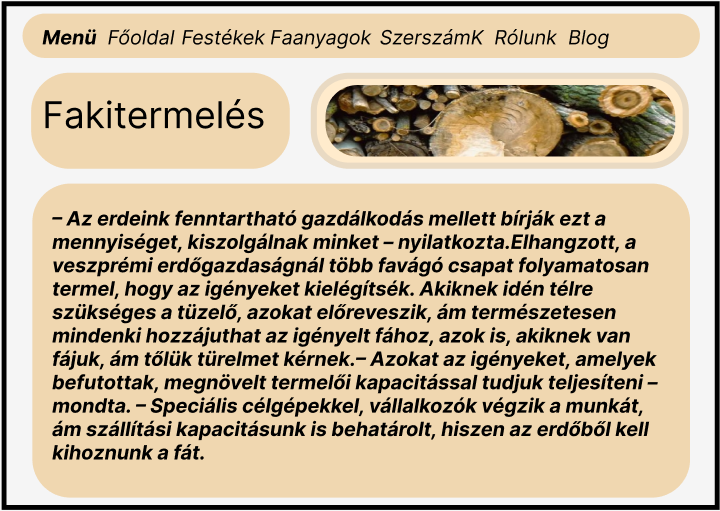 Menü Főoldal Festékek Faanyagok SzerszámK Rólunk Blog
Fakitermelés
– Az erdeink fenntartható gazdálkodás mellett bírják ezt a
mennyiséget, kiszolgálnak minket – nyilatkozta.Elhangzott, a
veszprémi erdőgazdaságnál több favágó csapat folyamatosan
termel, hogy az igényeket kielégítsék. Akiknek idén télre
szükséges a tüzelő, azokat előreveszik, ám természetesen
mindenki hozzájuthat az igényelt fához, azok is, akiknek van
fájuk, ám tőlük türelmet kérnek.– Azokat az igényeket, amelyek
befutottak, megnövelt termelői kapacitással tudjuk teljesíteni –
mondta. – Speciális célgépekkel, vállalkozók végzik a munkát,
ám szállítási kapacitásunk is behatárolt, hiszen az erdőből kell
kihoznunk a fát.